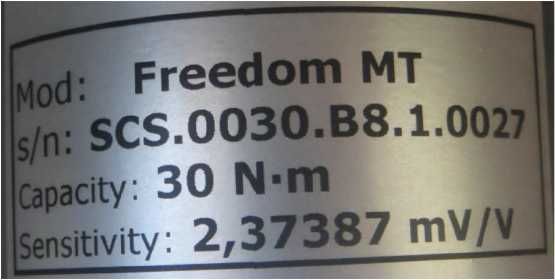 Mod: Freedom MT
s/n: SCS.0030.B8.1.0027
Capacity: 30 N·m
Sensitivity: 2,37387 mV/V